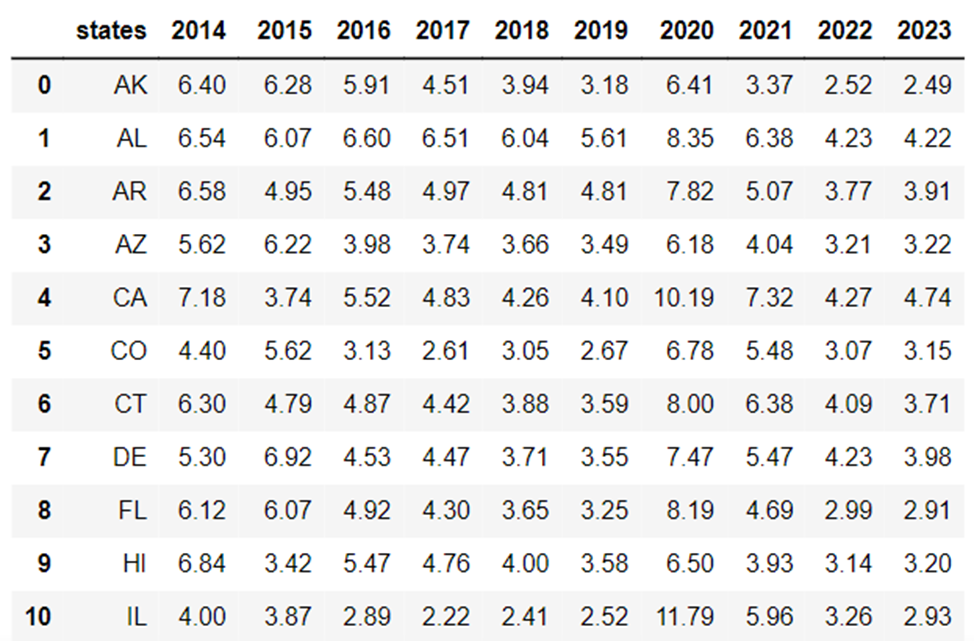 states 2014 2015 2016 2017 2018 2019 2020 2021 2022 2023
0 AK 6.40 6.28 5.91 4.51 3.94 3.18 6.41 3.37 2.52 2.49
1 AL 6.54 6.07 6.60 6.51 6.04 5.61 8.35 6.38 4.23 4.22
2 AR 6.58 4.95 5.48 4.97 4.81 4.81 7.82 5.07 3.77 3.91
3 AZ 5.62 6.22 3.98 3.74 3.66 3.49 6.18 4.04 3.21 3.22
4 CA 7.18 3.74 5.52 4.83 4.26 4.10 10.19 7.32 4.27 4.74
5 CO 4.40 5.62 3.13 2.61 3.05 2.67 6.78 5.48 3.07 3.15
6 CT 6.30 4.79 4.87 4.42 3.88 3.59 8.00 6.38 4.09 3.71
7 DE 5.30 6.92 4.53 4.47 3.71 3.55 7.47 5.47 4.23 3.98
8 FL 6.12 6.07 4.92 4.30 3.65 3.25 8.19 4.69 2.99 2.91
9 HI 6.84 3.42 5.47 4.76 4.00 3.58 6.50 3.93 3.14 3.20
10 IL 4.00 3.87 2.89 2.22 2.41 2.52 11.79 5.96 3.26 2.93